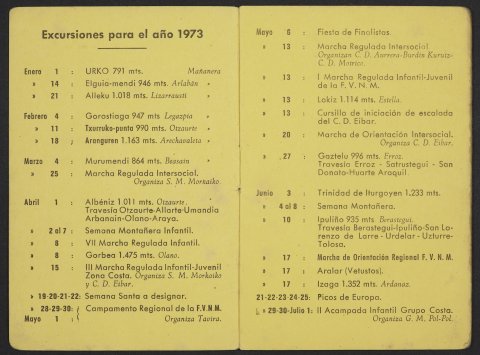 Excursiones para el año 1973
Enero 1 : URKO 791 mts. Mañanera
» 14 : Elguia-mendi 946 mts. Arlabán »
» 21 : Alleku 1.018 mts. Lizarrusti »
Febrero 4 : Gorostiaga 947 mts Legazpia »
» 11 : Txurruko-punta 990 mts. Otzaurte »
» 18 : Aranguren 1.163 mts. Arechavaleta »
Marzo 4 : Murumendi 864 mts. Beasain »
» 25 : Marcha Regulada Intersocial.
Organiza S. M. Morkaiko
Abril 1 : Albéniz 1.011 mts. Otzaurte.
Travesía Otzaurte-Allarte-Umandia
Arbanain-Olano-Araya.
» 2 al 7 : Semana Montañera Infantil.
» 8 : VII Marcha Regulada Infantil.
» 8 : Gorbea 1.475 mts. Olano.
» 15 : III Marcha Regulada Infantil-Juvenil
Zona Costa. Organiza S. M. Morkaiko
y C. D. Eibar.
» 19-20-21-22: Semana Santa a designar.
» 28-29-30: Campamento Regional de la F.V.N.M.
Mayo 1 : Organiza Tavira.
Mayo 6 : Fiesta de Finalistas.
» 13 : Marcha Regulada Intersocial
Organizan C. D. Aurrera-Burdin Kuruiz-
C. D. Motrico.
» 13 : I Marcha Regulada Infantil-Juvenil
de la F. V. N. M.
» 13 : Lakiz 1.114 mts. Estella.
» 13 : Cursillo de iniciación de escalada
del C. D. Eibar.
» 20 : Marcha de Orientación Intersocial.
Organiza C. D. Eibar.
» 27 : Gaztelu 996 mts. Erroz.
Travesía Erroz - Satrustegui - San
Donato-Huarte Araquil.
Junio 3 : Trinidad de Iturgoyen 1.233 mts.
» 4 al 8 : Semana Montañera.
» 10 : Ipuliño 935 mts Berastegui.
Travesía Berastegui-Ipuliño-San Lo-
renzo de Larre - Urdelar - Uzturre-
Tolosa.
» 17 : Marcha de Orientación Regional F. V. N. M.
» 17 : Aralar (Vetustos).
» 17 : Izaga 1.352 mts. Ardanaz.
21-22-23-24-25: Picos de Europa.
» 29-30-Julio 1: II Acampada Infantil Grupo Costa.
Organiza G. M. Pol-Pol.